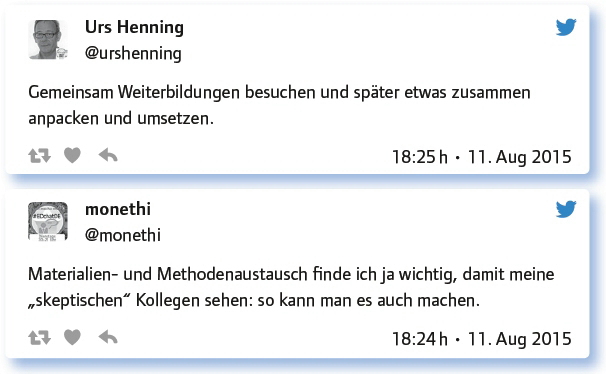 Urs Henning
@urshenning
Gemeinsam Weiterbildungen besuchen und später etwas zusammen
anpacken und umsetzen.
18:25 h • 11. Aug 2015
monethi
@monethi
Materialien- und Methodenaustausch finde ich ja wichtig, damit meine
„skeptischen“ Kollegen sehen: so kann man es auch machen.
18:24 h • 11. Aug 2015